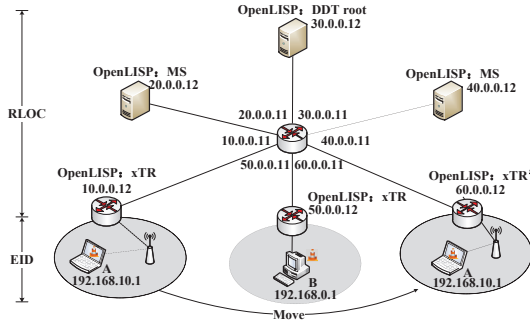 OpenLISP：DDT root
30.0.0.12
OpenLISP：MS
20.0.0.12
OpenLISP：MS
40.0.0.12
RLOC
20.0.0.11 30.0.0.11
10.0.0.11 40.0.0.11
50.0.0.11 60.0.0.11
OpenLISP：xTR
10.0.0.12
OpenLISP：xTR
50.0.0.12
OpenLISP：xTR
60.0.0.12
EID
A
192.168.10.1
B
192.168.0.1
A
192.168.10.1
Move